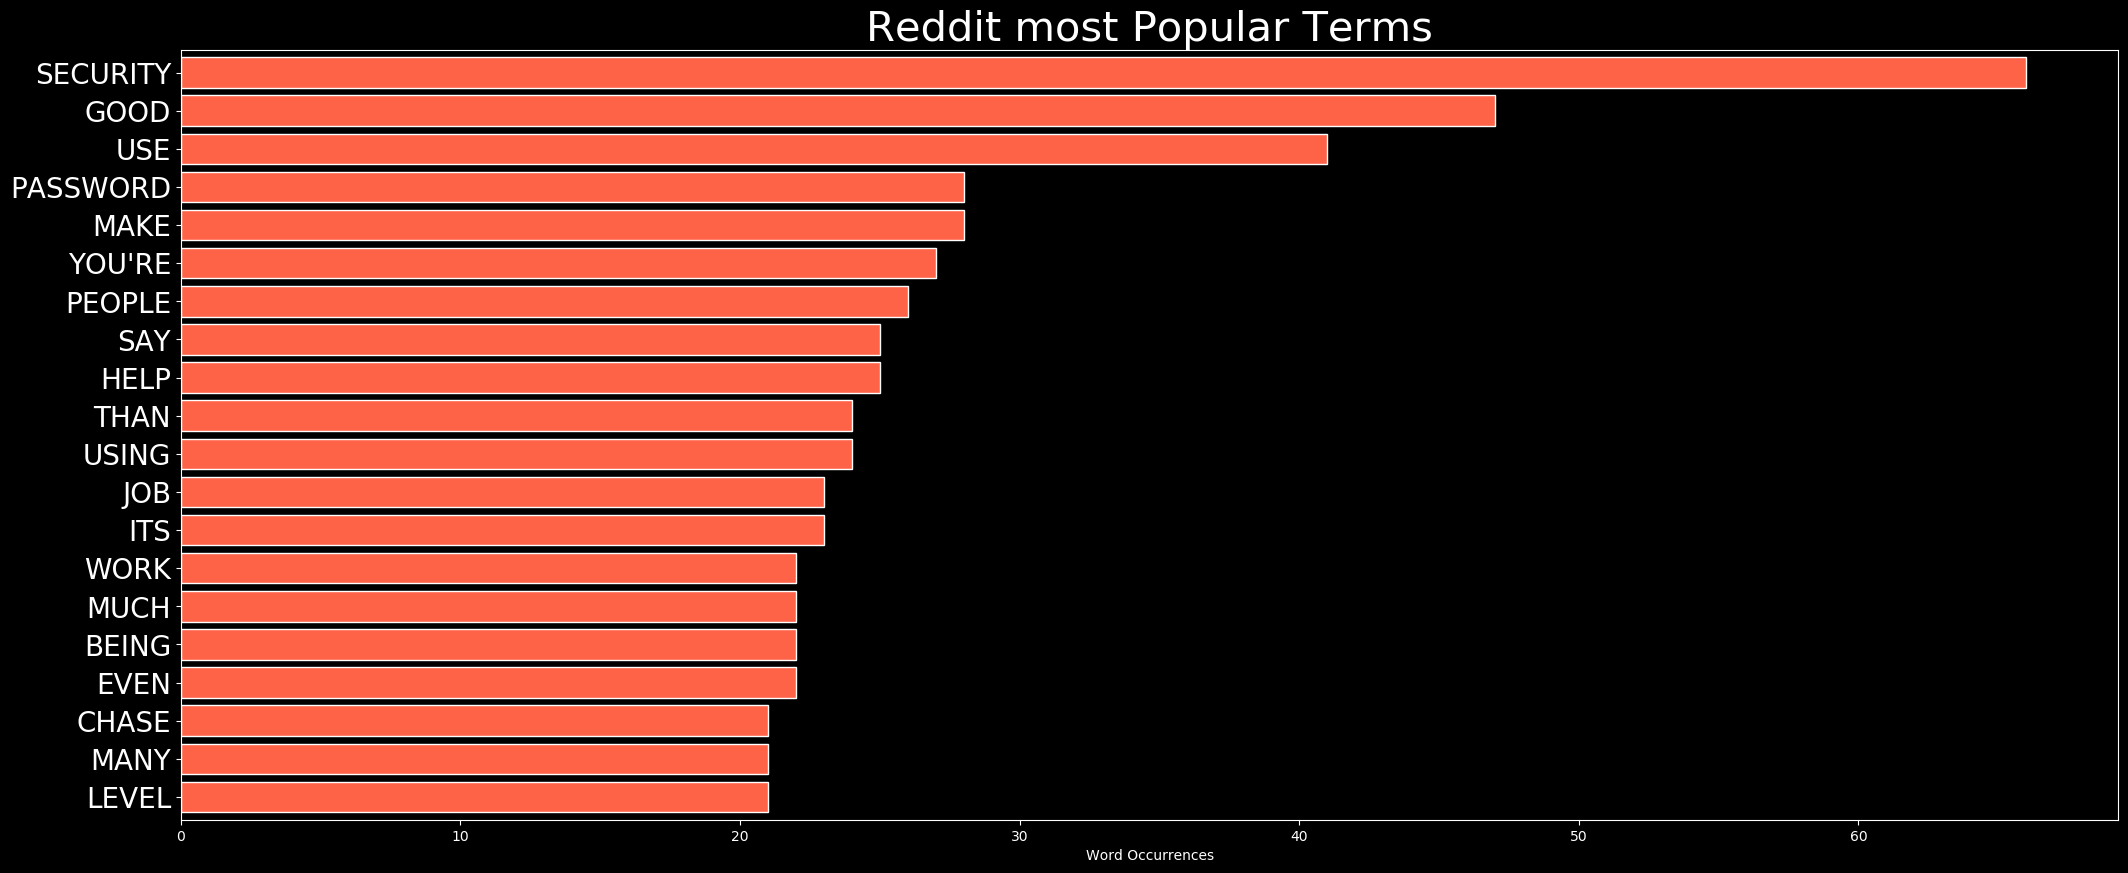 Reddit most Popular Terms
SECURITY
GOOD
USE
PASSWORD
MAKE
YOU'RE
PEOPLE
SAY
HELP
THAN
USING
JOB
ITS
WORK
MUCH
BEING
EVEN
CHASE
MANY
LEVEL
0 10 20 30 40 50 60
Word Occurrences